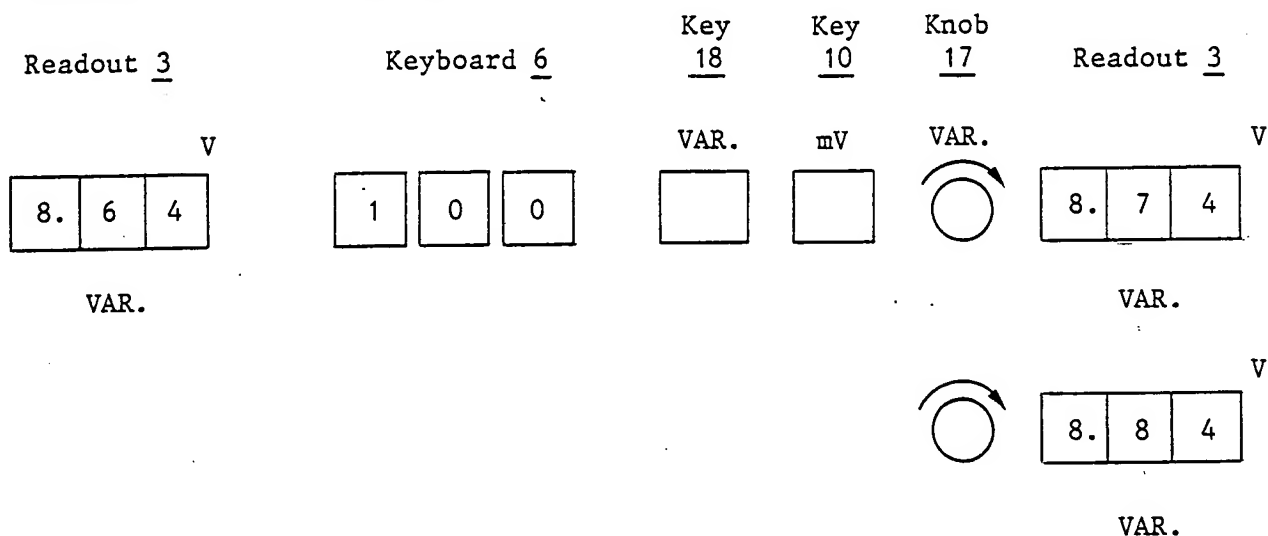 Key Key Knob
Readout 3 Keyboard 6 18 10 17 Readout 3
V VAR. mV VAR. V
8. 6 4 1 0 0 8. 7 4
VAR. VAR.
V
8. 8 4
VAR.